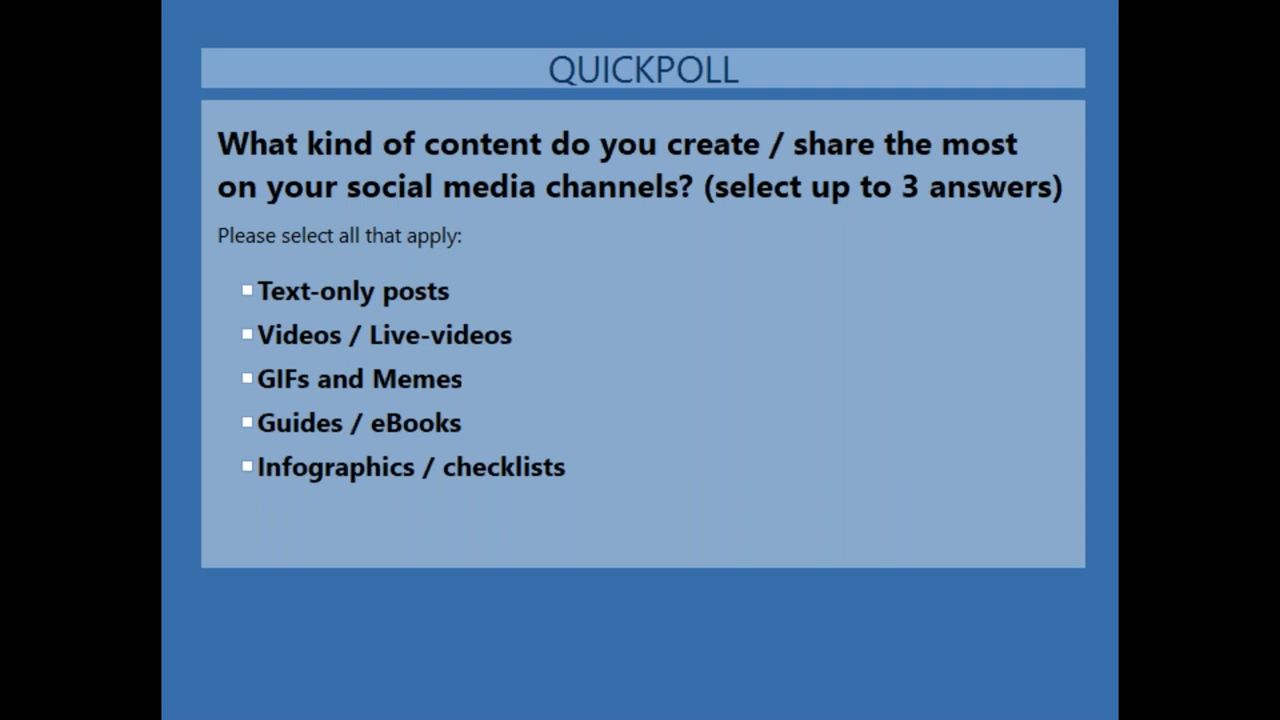 QUICKPOLL
What kind of content do you create / share the most
on your social media channels? (select up to 3 answers)
Please select all that apply:
Text-only posts
Videos / Live-videos
GIFs and Memes
Guides / eBooks
Infographics / checklists